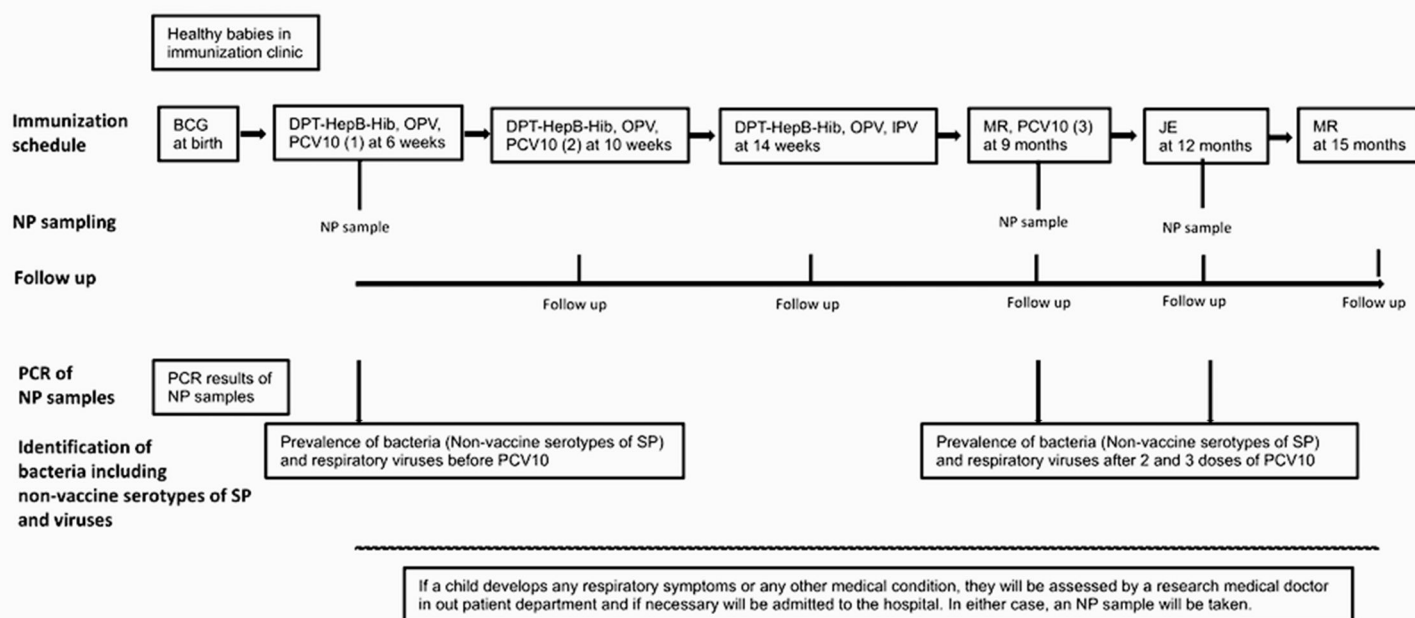 Healthy babies in
immunization clinic
Immunization
schedule
BCG
at birth
DPT-HepB-Hib, OPV,
PCV10 (1) at 6 weeks
DPT-HepB-Hib, OPV,
PCV10 (2) at 10 weeks
DPT-HepB-Hib, OPV, IPV
at 14 weeks
MR, PCV10 (3)
at 9 months
JE
at 12 months
MR
at 15 months
NP sampling
NP sample
NP sample
NP sample
Follow up
Follow up
Follow up
Follow up
Follow up
Follow up
PCR of
NP samples
PCR results of
NP samples
Identification of
bacteria including
non-vaccine serotypes of SP
and viruses
Prevalence of bacteria (Non-vaccine serotypes of SP)
and respiratory viruses before PCV10
Prevalence of bacteria (Non-vaccine serotypes of SP)
and respiratory viruses after 2 and 3 doses of PCV10
If a child develops any respiratory symptoms or any other medical condition, they will be assessed by a research medical doctor
in out patient department and if necessary will be admitted to the hospital. In either case, an NP sample will be taken.